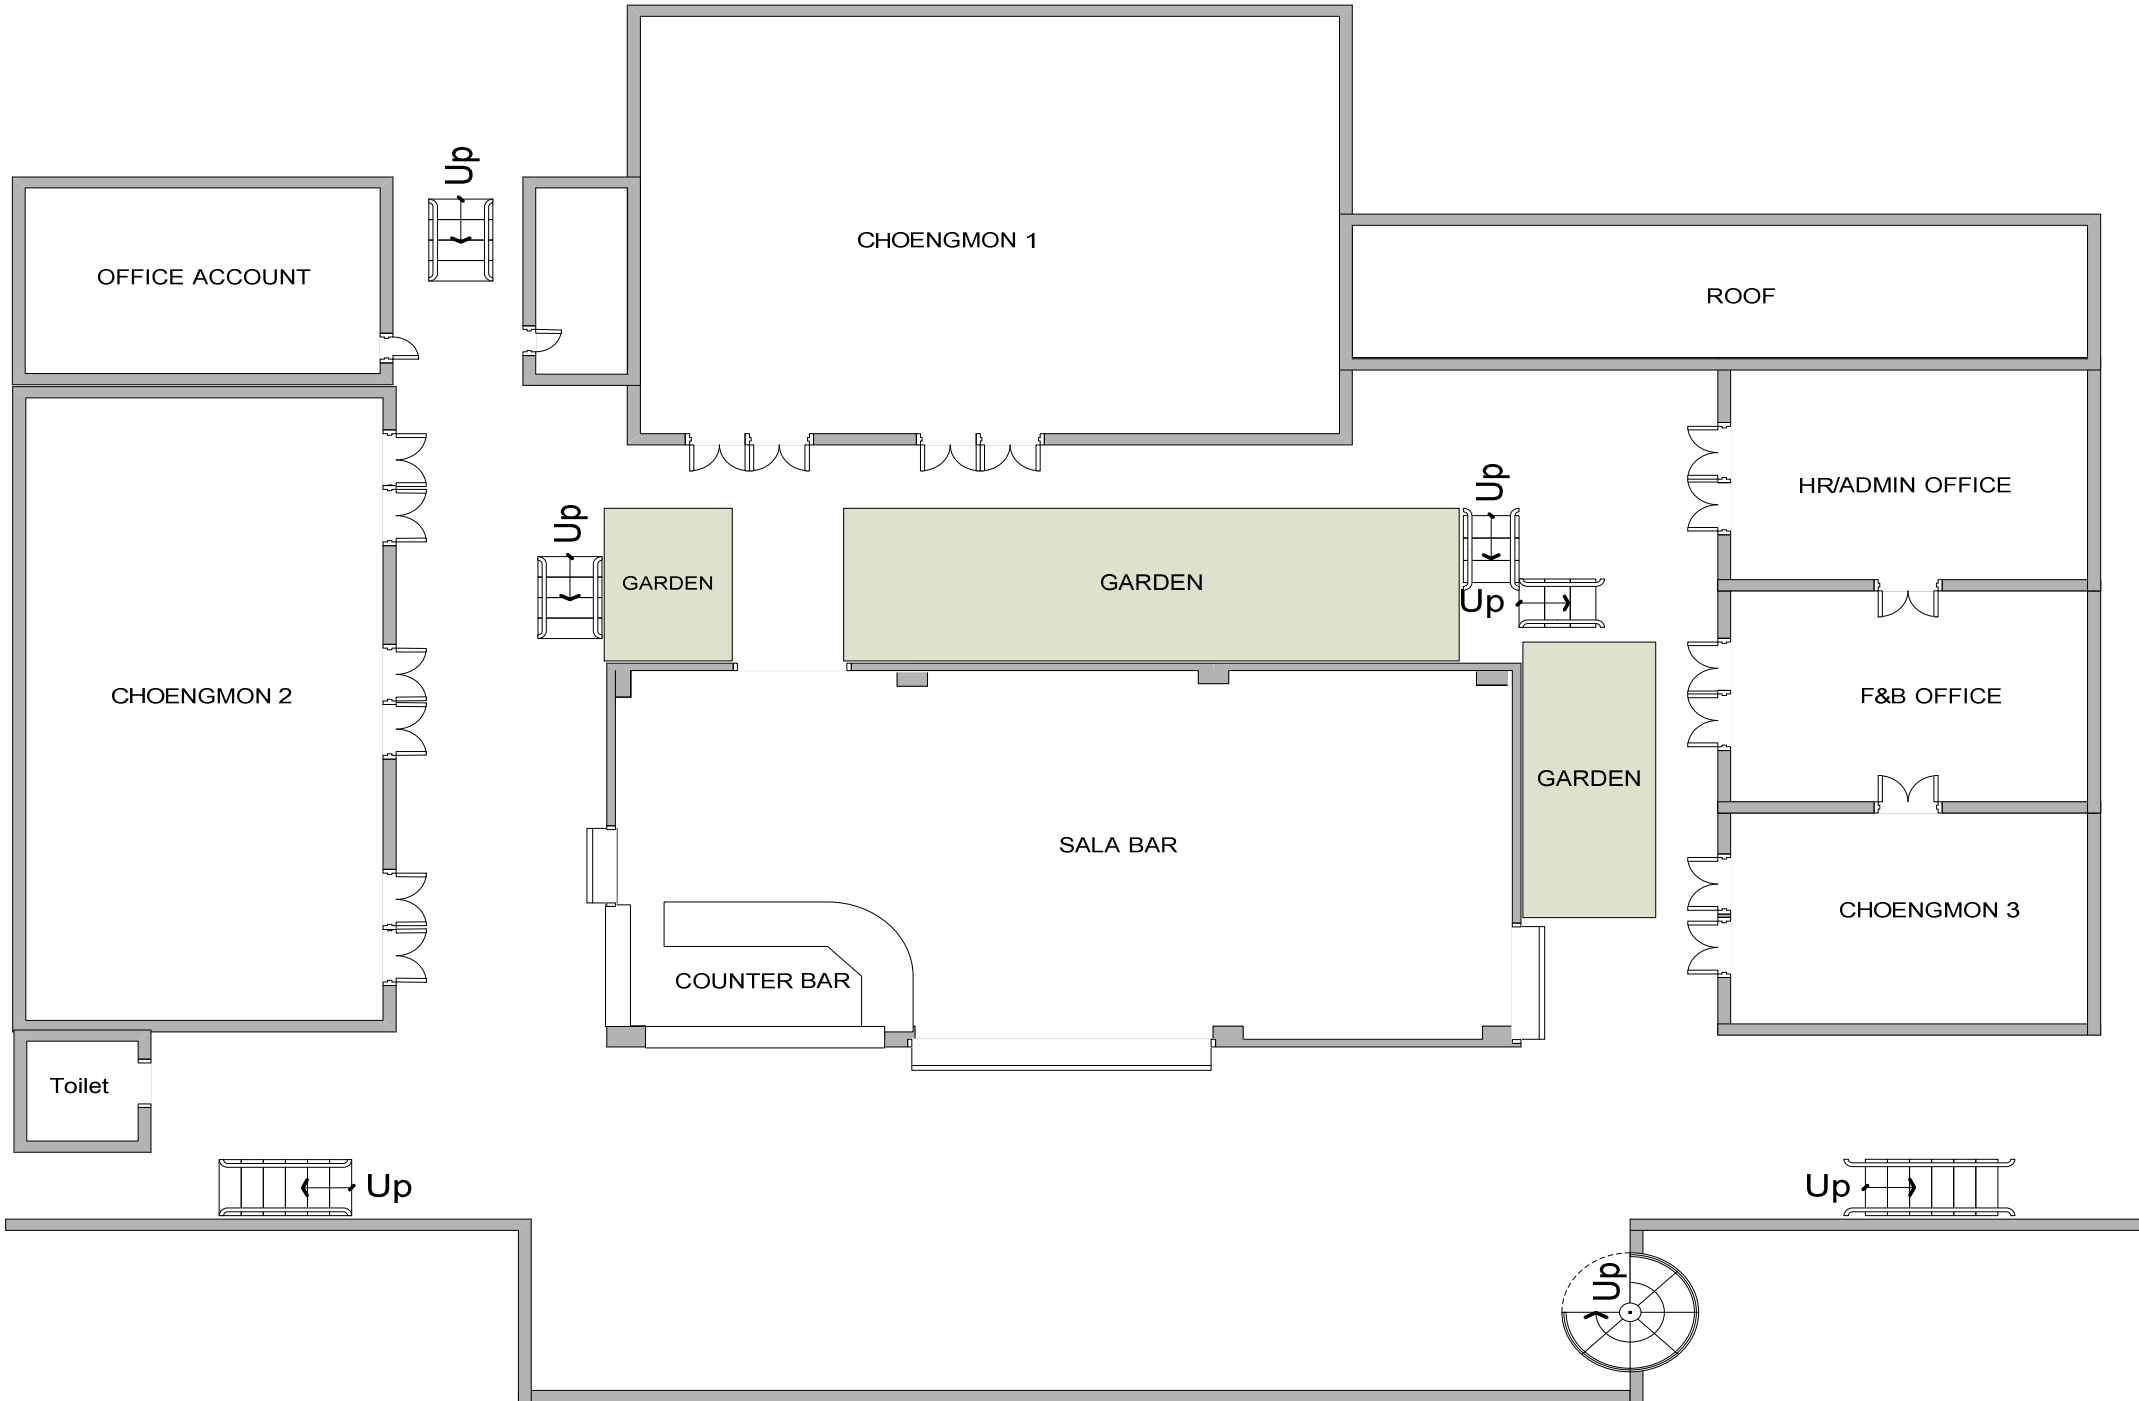 Up
CHOENGMON 1
OFFICE ACCOUNT
ROOF
Up
Up
HR/ADMIN OFFICE
GARDEN
GARDEN
Up
CHOENGMON 2
F&B OFFICE
GARDEN
SALA BAR
CHOENGMON 3
COUNTER BAR
Toilet
Up
Up
Up